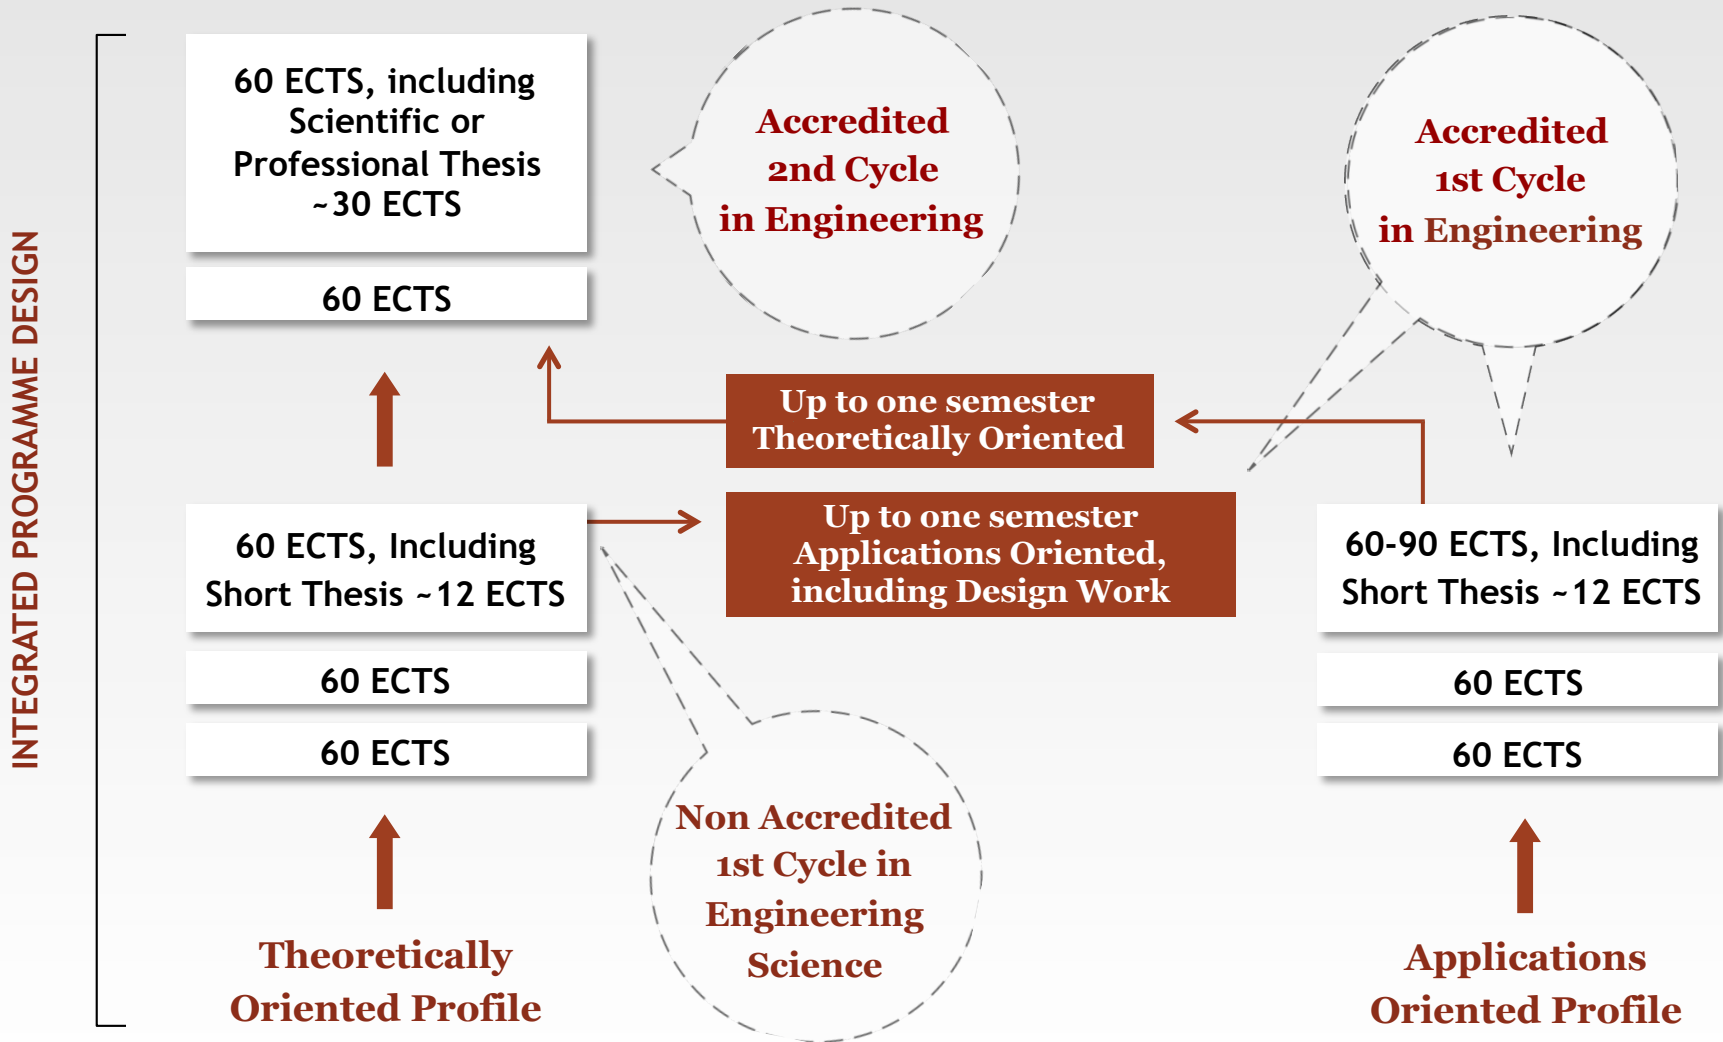 INTEGRATED PROGRAMME DESIGN
60 ECTS, including
Scientific or
Professional Thesis
~30 ECTS
60 ECTS
Accredited
2nd Cycle
in Engineering
Accredited
1st Cycle
in Engineering
Up to one semester
Theoretically Oriented
Up to one semester
Applications Oriented,
including Design Work
60 ECTS, Including
Short Thesis ~12 ECTS
60 ECTS
60 ECTS
60-90 ECTS, Including
Short Thesis ~12 ECTS
60 ECTS
60 ECTS
Non Accredited
1st Cycle in
Engineering
Science
Theoretically
Oriented Profile
Applications
Oriented Profile